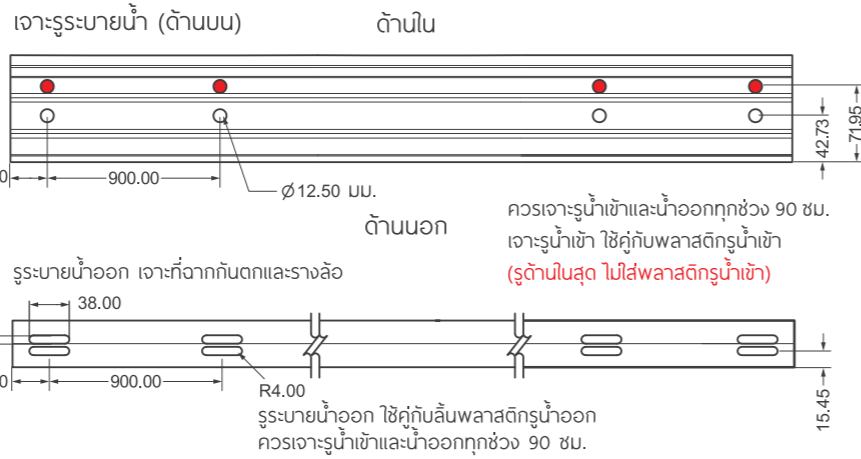 เจาะรูระบายน้ำ (ด้านบน)
ด้านใน
42.73
71.95
0
900.00
Ø12.50 มม.
ด้านนอก
ควรเจาะรูน้ำเข้าและน้ำออกทุกช่วง 90 ซม.
เจาะรูน้ำเข้า ใช้คู่กับพลาสติกรูน้ำเข้า
(รูด้านในสุด ไม่ใส่พลาสติกรูน้ำเข้า)
รูระบายน้ำออก เจาะที่ฉากกันตกและรางล้อ
38.00
0
900.00
R4.00
15.45
รูระบายน้ำออก ใช้คู่กับลิ้นพลาสติกรูน้ำออก
ควรเจาะรูน้ำเข้าและน้ำออกทุกช่วง 90 ซม.